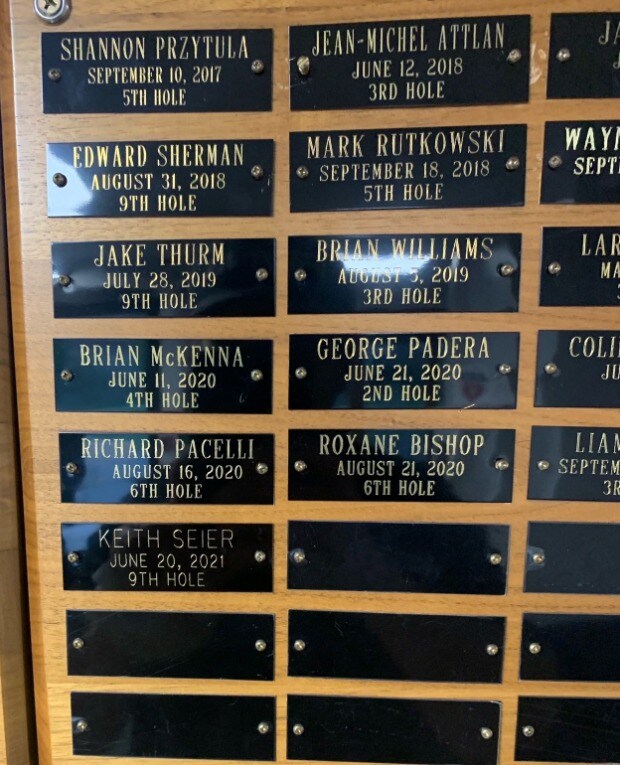 SHANNON PRZYTULA
SEPTEMBER 10, 2017
5TH HOLE
JEAN-MICHEL ATTLAN
JUNE 12, 2018
3RD HOLE
EDWARD SHERMAN
AUGUST 31, 2018
9TH HOLE
MARK RUTKOWSKI
SEPTEMBER 18, 2018
5TH HOLE
JAKE THURM
JULY 28, 2019
9TH HOLE
BRIAN WILLIAMS
AUGUST 3, 2019
3RD HOLE
BRIAN McKENNA
JUNE 11, 2020
4TH HOLE
GEORGE PADERA
JUNE 21, 2020
2ND HOLE
RICHARD PACELLI
AUGUST 16, 2020
6TH HOLE
ROXANE BISHOP
AUGUST 21, 2020
6TH HOLE
KEITH SEIER
JUNE 20, 2021
9TH HOLE